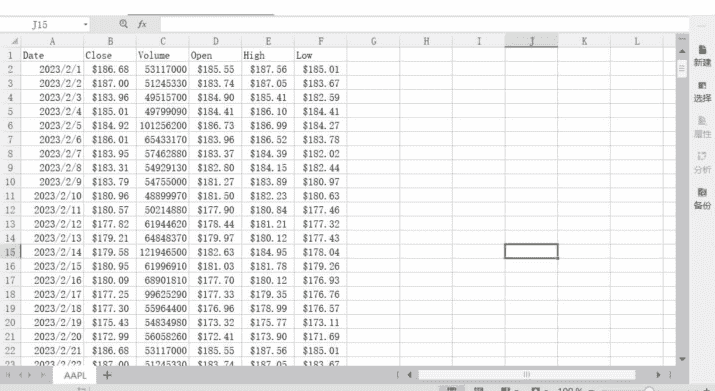 J15 fx
A B C D E F G H I J K L
1 Date Close Volume Open High Low
2 2023/2/1 $186.68 53117000 $185.55 $187.56 $185.01
3 2023/2/2 $187.00 51245330 $183.74 $187.05 $183.67
4 2023/2/3 $183.96 49515700 $184.90 $185.41 $182.59
5 2023/2/4 $185.01 49799090 $184.41 $186.10 $184.41
6 2023/2/5 $184.92 101256200 $186.73 $186.99 $184.27
7 2023/2/6 $186.01 65433170 $183.96 $186.52 $183.78
8 2023/2/7 $183.95 57462880 $183.37 $184.39 $182.02
9 2023/2/8 $183.31 54929130 $182.80 $184.15 $182.44
10 2023/2/9 $183.79 54755000 $181.27 $183.89 $180.97
11 2023/2/10 $180.96 48899970 $181.50 $182.23 $180.63
12 2023/2/11 $180.57 50214880 $177.90 $180.84 $177.46
13 2023/2/12 $177.82 61944620 $178.44 $181.21 $177.32
14 2023/2/13 $179.21 64848370 $179.97 $180.12 $177.43
15 2023/2/14 $179.58 121946500 $182.63 $184.95 $178.04
16 2023/2/15 $180.95 61996910 $181.03 $181.78 $179.26
17 2023/2/16 $180.09 68901810 $177.70 $180.12 $176.93
18 2023/2/17 $177.25 99625290 $177.33 $179.35 $176.76
19 2023/2/18 $177.30 55964400 $176.96 $178.99 $176.57
20 2023/2/19 $175.43 54834980 $173.32 $175.77 $173.11
21 2023/2/20 $172.99 56058260 $172.41 $173.90 $171.69
22 2023/2/21 $186.68 53117000 $185.55 $187.56 $185.01
23 2023/2/22 $187.00 51245330 $183.74 $187.05 $183.67
AAPL
100 %
新建
选择
属性
分析
备份